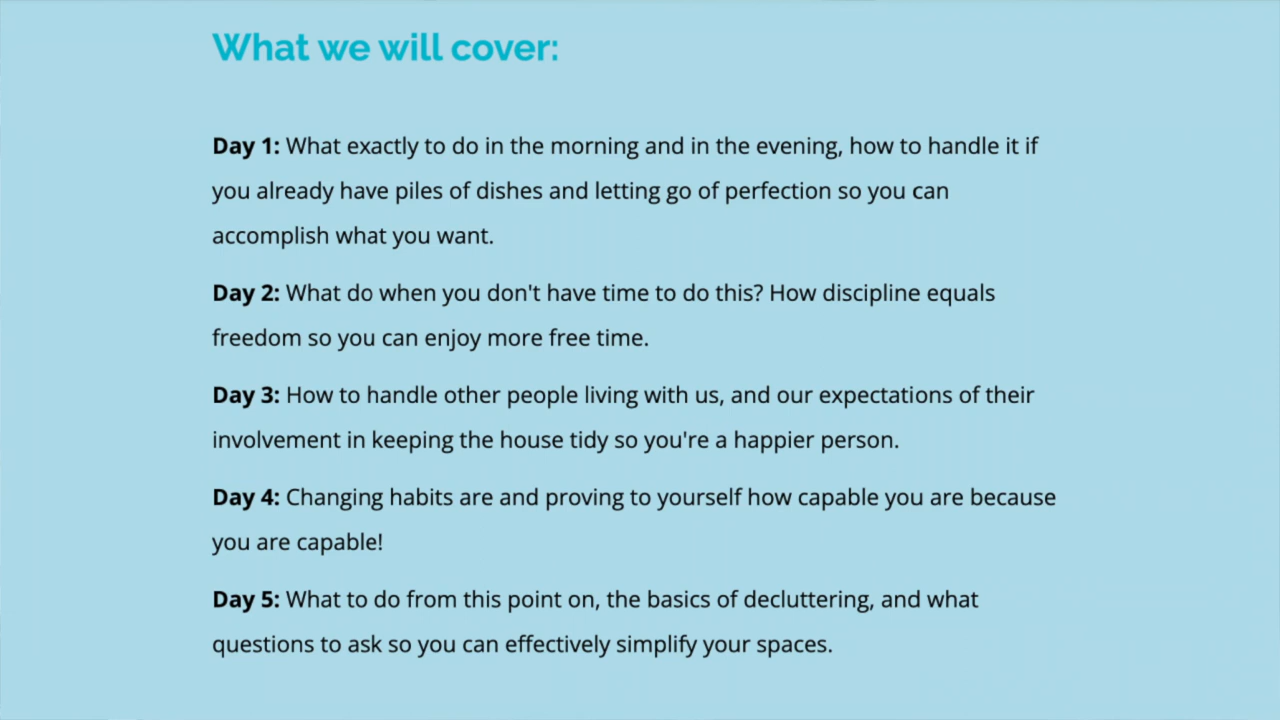 What we will cover:
Day 1: What exactly to do in the morning and in the evening, how to handle it if
you already have piles of dishes and letting go of perfection so you can
accomplish what you want.
Day 2: What do when you don't have time to do this? How discipline equals
freedom so you can enjoy more free time.
Day 3: How to handle other people living with us, and our expectations of their
involvement in keeping the house tidy so you're a happier person.
Day 4: Changing habits are and proving to yourself how capable you are because
you are capable!
Day 5: What to do from this point on, the basics of decluttering, and what
questions to ask so you can effectively simplify your spaces.